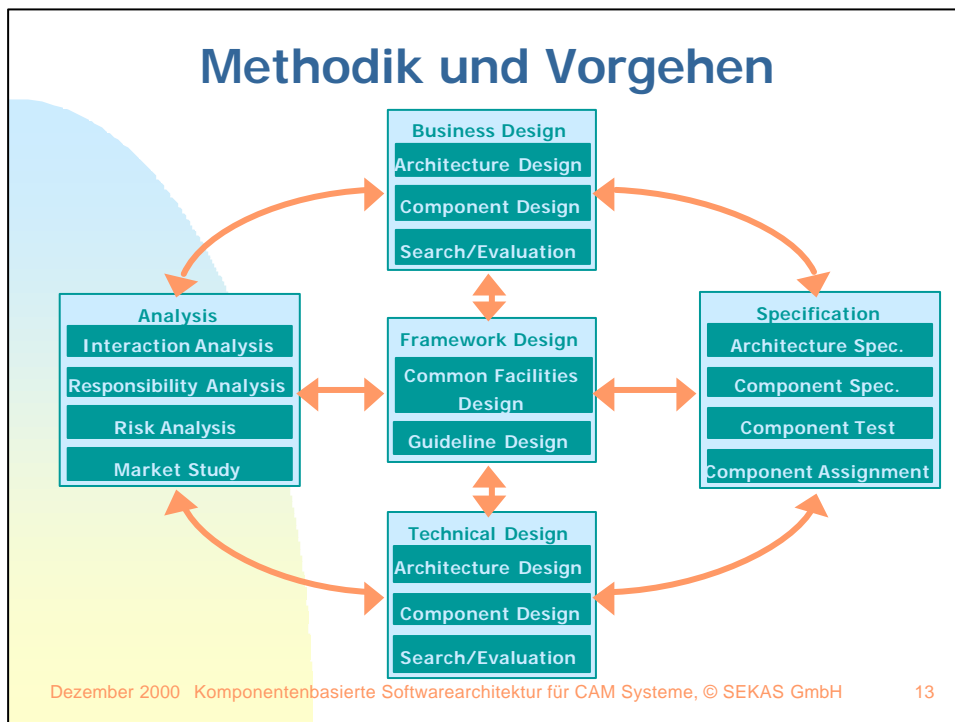 Methodik und Vorgehen
Business Design
Architecture Design
Component Design
Search/Evaluation
Analysis
Interaction Analysis
Responsibility Analysis
Risk Analysis
Market Study
Framework Design
Common Facilities
Design
Guideline Design
Specification
Architecture Spec.
Component Spec.
Component Test
Component Assignment
Technical Design
Architecture Design
Component Design
Search/Evaluation
Dezember 2000 Komponentenbasierte Softwarearchitektur für CAM Systeme, © SEKAS GmbH 13